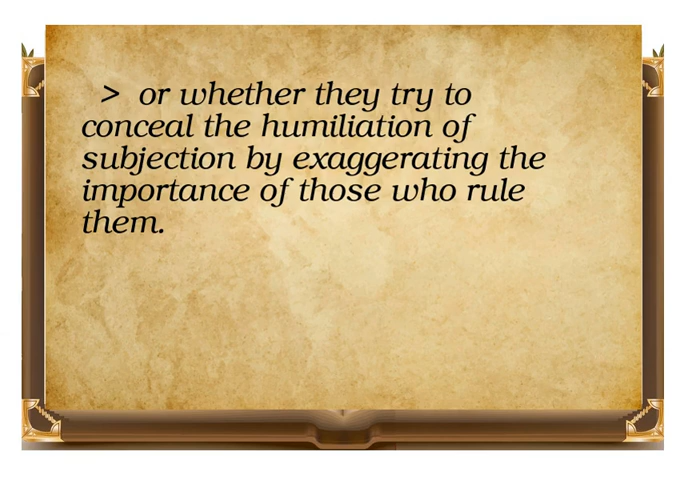 > or whether they try to
conceal the humiliation of
subjection by exaggerating the
importance of those who rule
them.